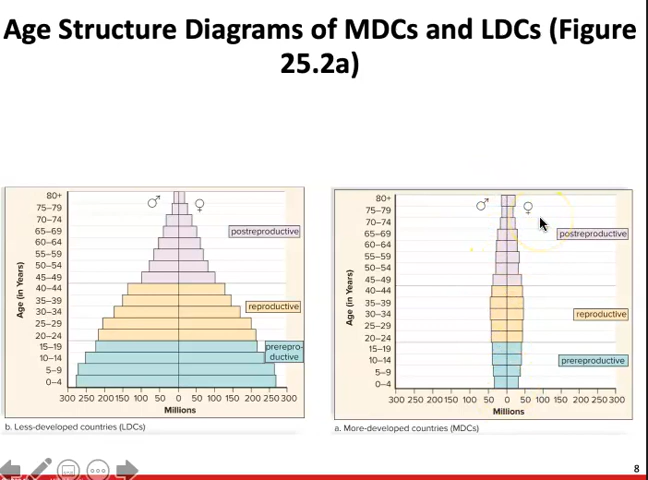 Age Structure Diagrams of MDCs and LDCs (Figure
25.2a)
Age (in Years)
80+
75–79
70–74
65–69
60–64
55–59
50–54
45–49
40–44
35–39
30–34
25–29
20–24
15–19
10–14
5–9
0–4
♂ ♀
postreproductive
reproductive
prerepro-
ductive
300 250 200 150 100 50 0 50 100 150 200 250 300
Millions
b. Less-developed countries (LDCs)
Age (in Years)
80+
75–79
70–74
65–69
60–64
55–59
50–54
45–49
40–44
35–39
30–34
25–29
20–24
15–19
10–14
5–9
0–4
♂ ♀
postreproductive
reproductive
prereproductive
300 250 200 150 100 50 0 50 100 150 200 250 300
Millions
a. More-developed countries (MDCs)
8